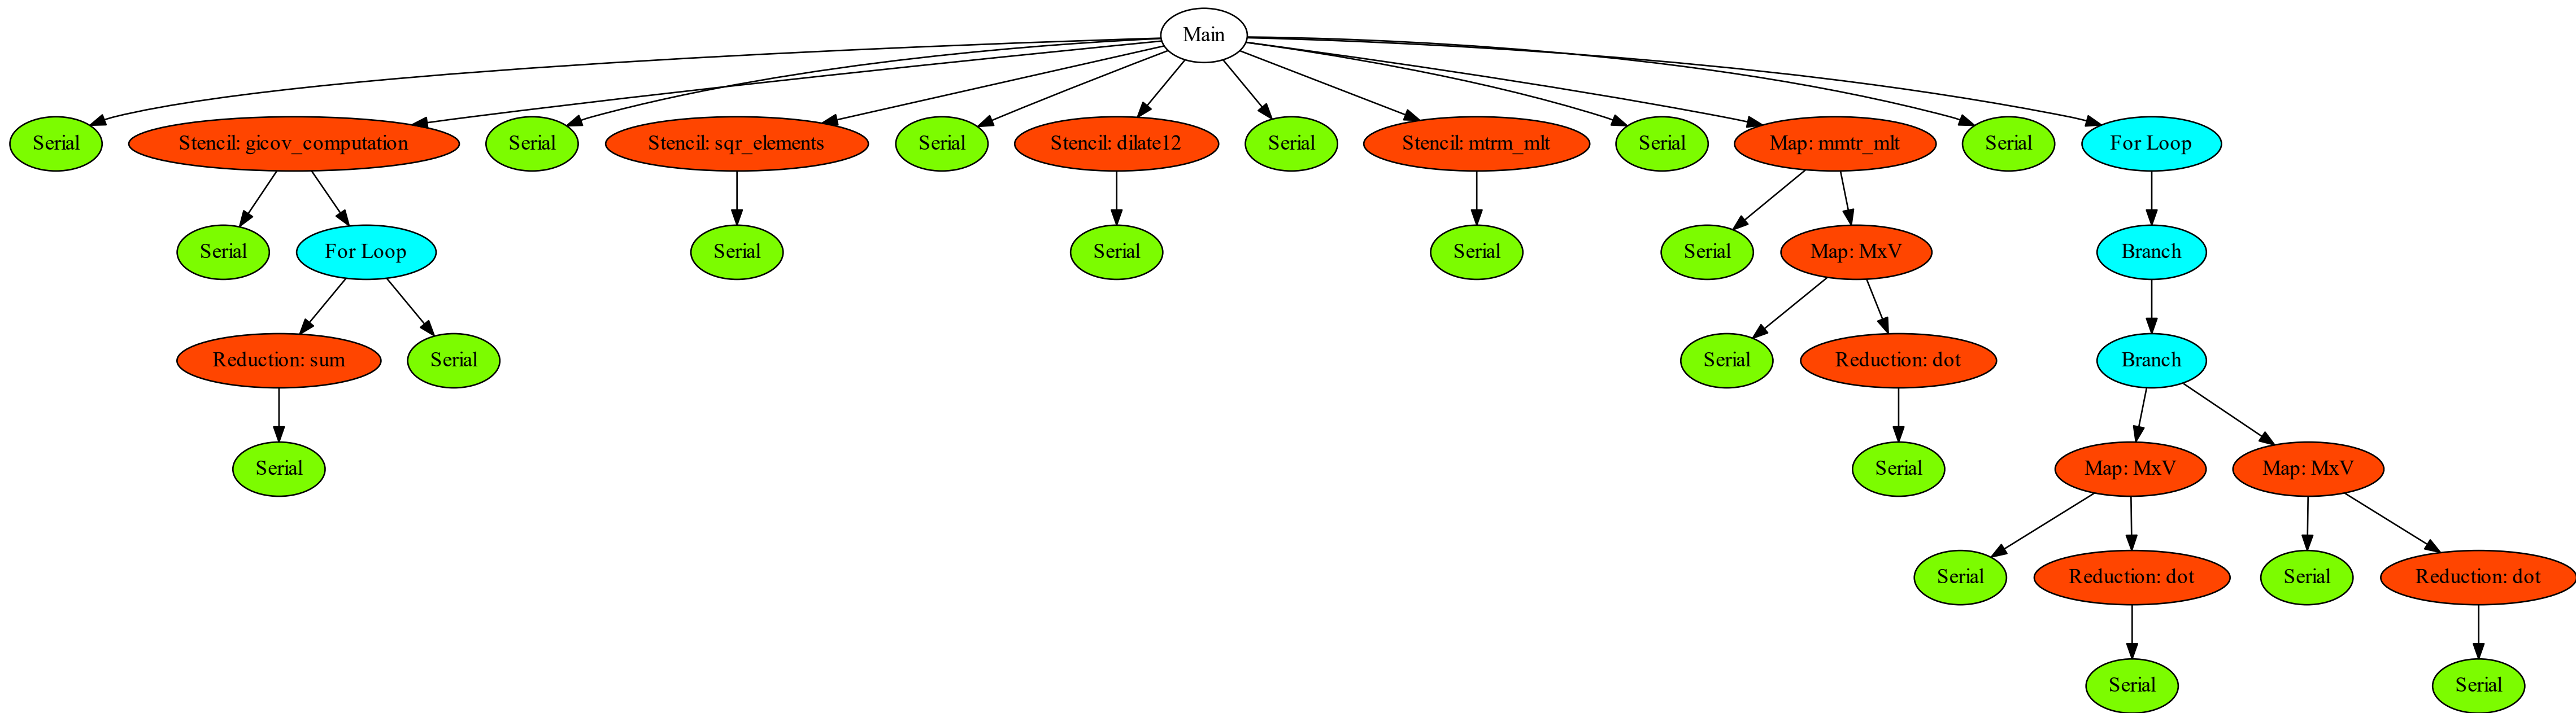 Main
Serial
Stencil: gicov_computation
Serial
Stencil: sqr_elements
Serial
Stencil: dilate12
Serial
Stencil: mtrm_mlt
Serial
Map: mmtr_mlt
Serial
For Loop
Serial
For Loop
Serial
Serial
Serial
Serial
Map: MxV
Branch
Reduction: sum
Serial
Serial
Reduction: dot
Branch
Serial
Serial
Map: MxV
Map: MxV
Serial
Reduction: dot
Serial
Reduction: dot
Serial
Serial